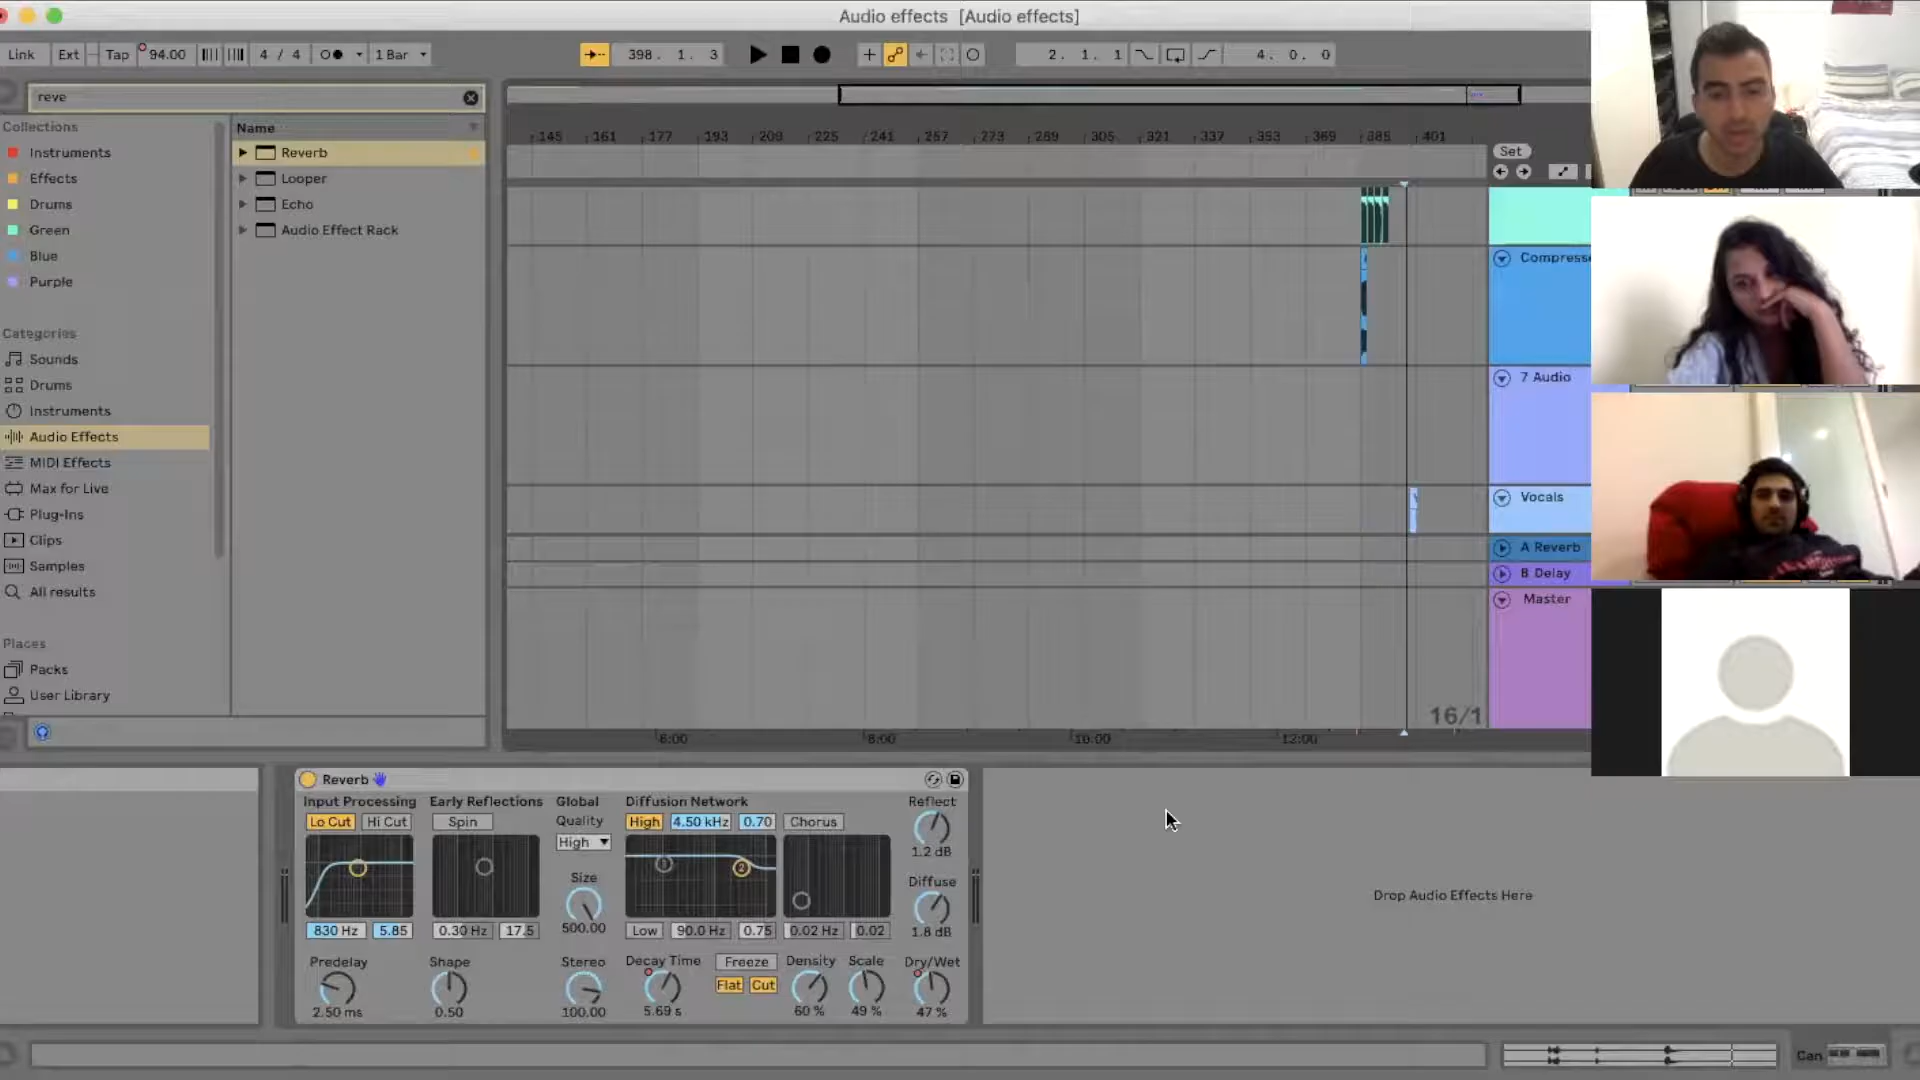 Audio effects [Audio effects]
Link Ext Tap 94.00 4 / 4 1 Bar 398. 1. 3 2. 1. 1 4. 0. 0
reve
Collections
Instruments
Effects
Drums
Green
Blue
Purple
Categories
Sounds
Drums
Instruments
Audio Effects
MIDI Effects
Max for Live
Plug-Ins
Clips
Samples
All results
Places
Packs
User Library
Name
Reverb
Looper
Echo
Audio Effect Rack
145 161 177 193 209 225 241 257 273 289 305 321 337 353 369 385 401
Set
Compress
7 Audio
Vocals
A Reverb
B Delay
Master
16/1
6:00 8:00 10:00 12:00
Reverb
Input Processing Early Reflections Global Diffusion Network Reflect
Lo Cut Hi Cut Spin Quality High 4.50 kHz 0.70 Chorus
High
1.2 dB
Size
Diffuse
500.00
830 Hz 5.85 0.30 Hz 17.5 Low 90.0 Hz 0.75 0.02 Hz 0.02 1.8 dB
Predelay Shape Stereo Decay Time Freeze Density Scale Dry/Wet
Flat Cut
2.50 ms 0.50 100.00 5.69 s 60 % 49 % 47 %
Drop Audio Effects Here
Can